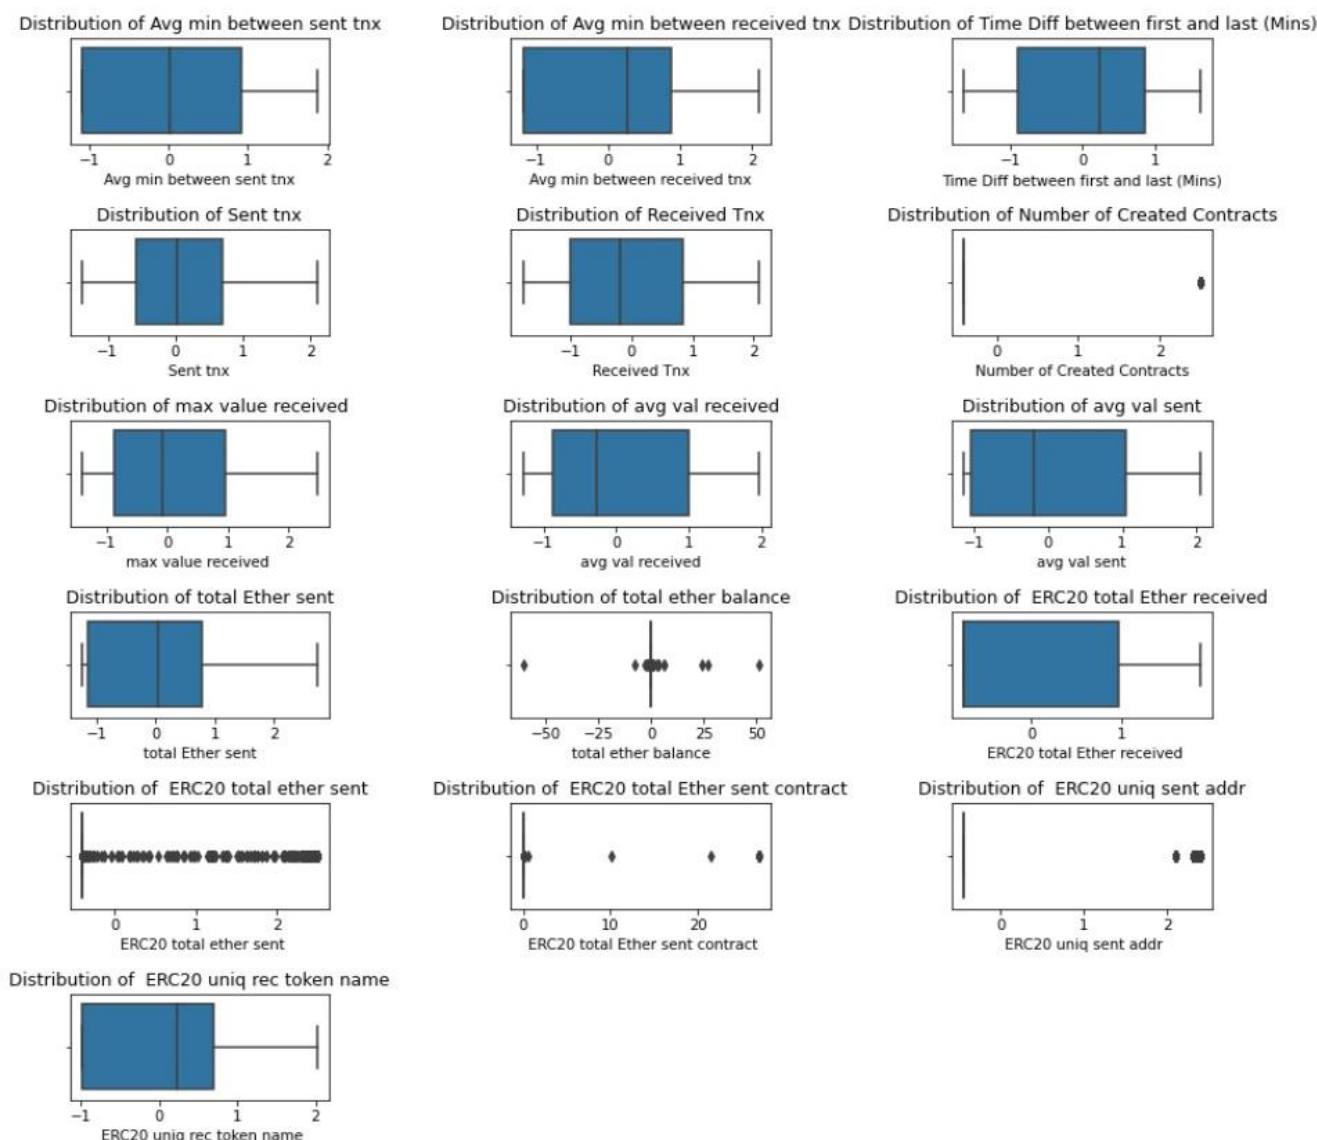 Distribution of Avg min between sent tnx
Distribution of Avg min between received tnx
Distribution of Time Diff between first and last (Mins)
−1 0 1 2
−1 0 1 2
−1 0 1
Avg min between sent tnx
Avg min between received tnx
Time Diff between first and last (Mins)
Distribution of Sent tnx
Distribution of Received Tnx
Distribution of Number of Created Contracts
−1 0 1 2
−1 0 1 2
0 1 2
Sent tnx
Received Tnx
Number of Created Contracts
Distribution of max value received
Distribution of avg val received
Distribution of avg val sent
−1 0 1 2
−1 0 1 2
−1 0 1 2
max value received
avg val received
avg val sent
Distribution of total Ether sent
Distribution of total ether balance
Distribution of  ERC20 total Ether received
−1 0 1 2
−50 −25 0 25 50
0 1
total Ether sent
total ether balance
ERC20 total Ether received
Distribution of  ERC20 total ether sent
Distribution of  ERC20 total Ether sent contract
Distribution of  ERC20 uniq sent addr
0 1 2
0 10 20
0 1 2
ERC20 total ether sent
ERC20 total Ether sent contract
ERC20 uniq sent addr
Distribution of  ERC20 uniq rec token name
−1 0 1 2
ERC20 uniq rec token name